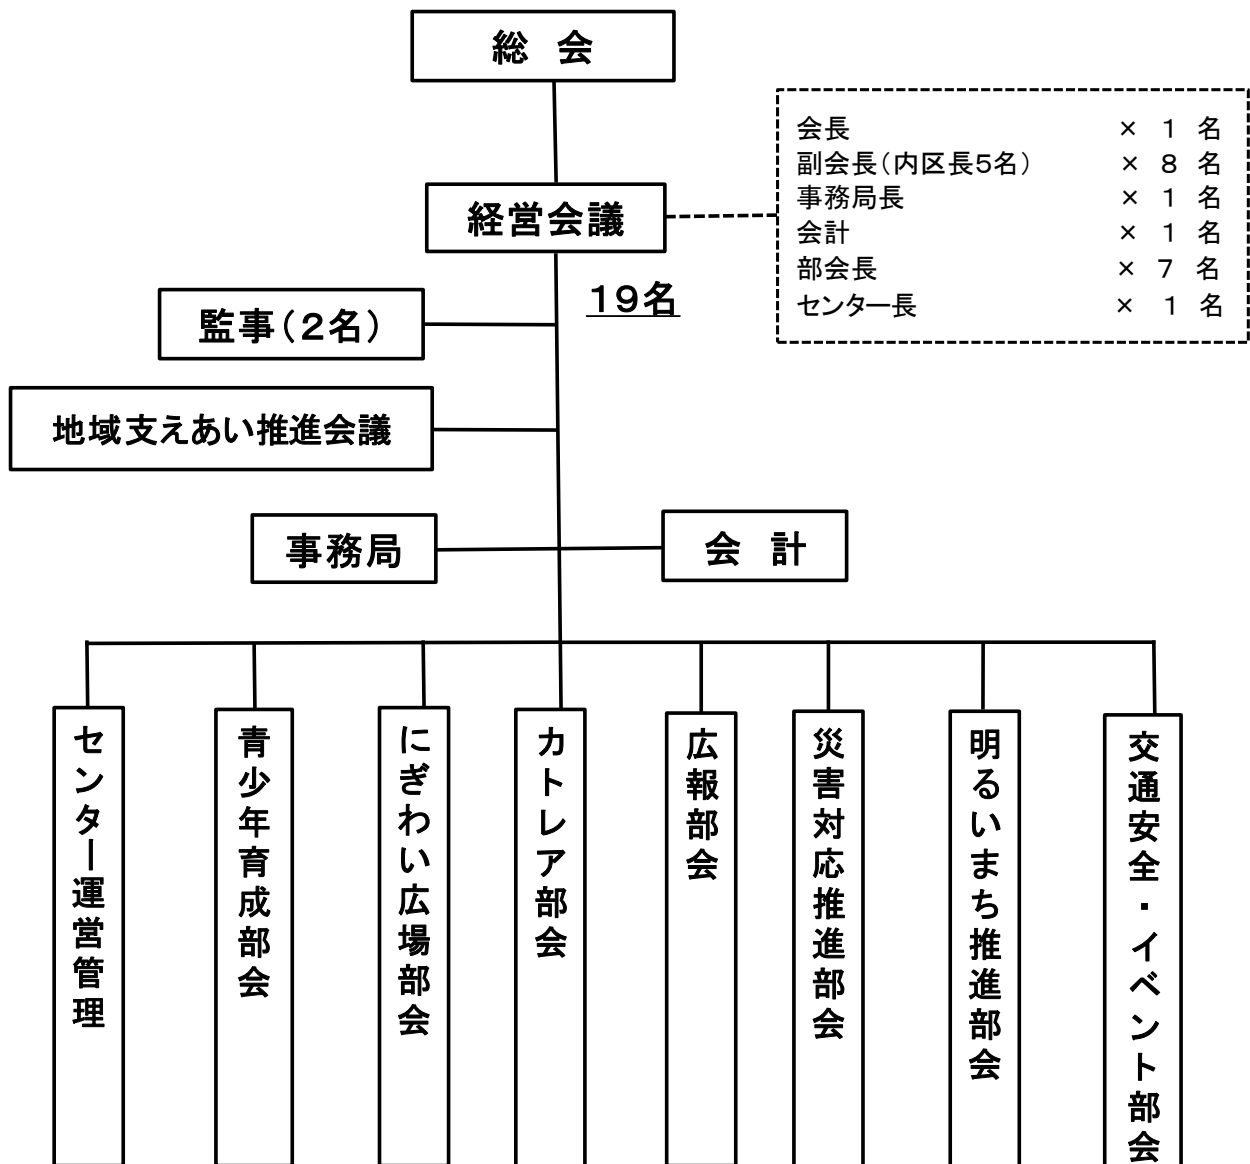 総　会
会長　× １ 名
副会長（内区長5名）　× ８ 名
事務局長　× １ 名
会計　× １ 名
部会長　× ７ 名
センター長　× １ 名
経営会議
１９名
監事（２名）
地域支えあい推進会議
事務局
会　計
センター運営管理
青少年育成部会
にぎわい広場部会
カトレア部会
広報部会
災害対応推進部会
明るいまち推進部会
交通安全・イベント部会